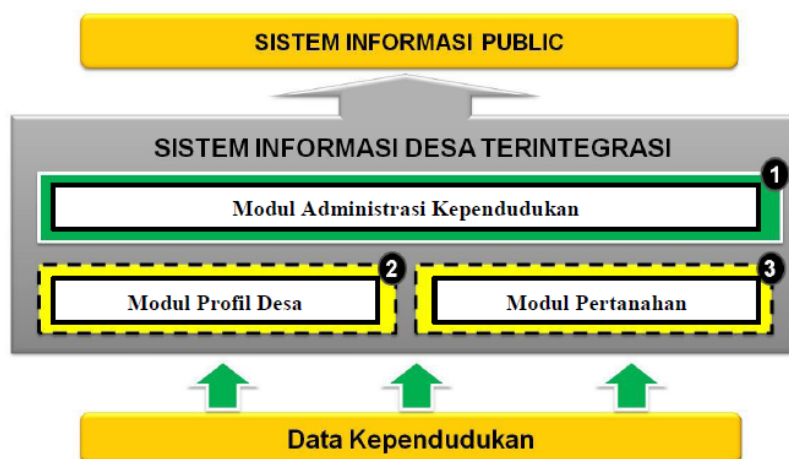 SISTEM INFORMASI PUBLIC
SISTEM INFORMASI DESA TERINTEGRASI
1
Modul Administrasi Kependudukan
2
Modul Profil Desa
3
Modul Pertanahan
Data Kependudukan